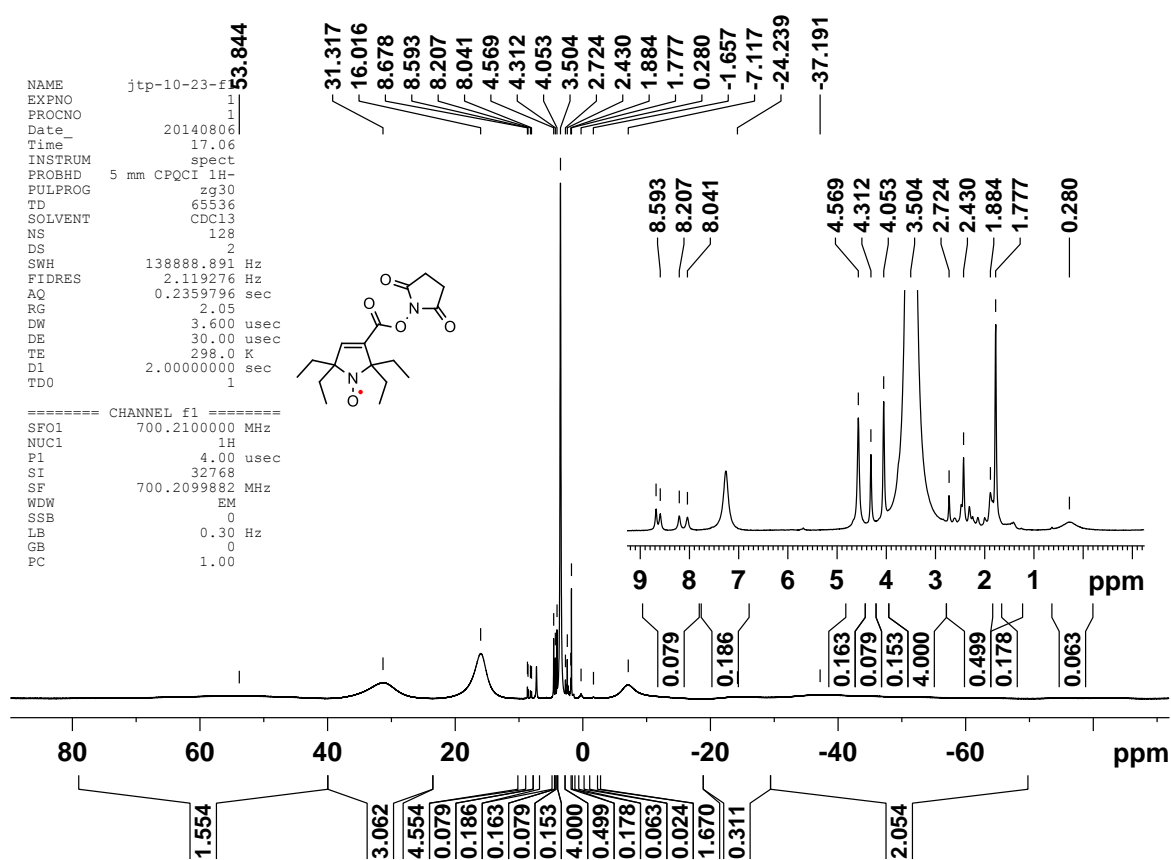 53.844
31.317
16.016
8.678
8.593
8.207
8.041
4.569
4.312
4.053
3.504
2.724
2.430
1.884
1.777
0.280
-1.657
-7.117
-24.239
-37.191
NAME jtp-10-23-f
EXPNO 1
PROCNO 1
Date_ 20140806
Time 17.06
INSTRUM spect
PROBHD 5 mm CPQCI 1H-
PULPROG zg30
TD 65536
SOLVENT CDCl3
NS 128
DS 2
SWH 138888.891 Hz
FIDRES 2.119276 Hz
AQ 0.2359796 sec
RG 2.05
DW 3.600 usec
DE 30.00 usec
TE 298.0 K
D1 2.00000000 sec
TD0 1
======== CHANNEL f1 ========
SFO1 700.2100000 MHz
NUC1 1H
P1 4.00 usec
SI 32768
SF 700.2099882 MHz
WDW EM
SSB 0
LB 0.30 Hz
GB 0
PC 1.00
O
O
N
O
O
N
O
8.593
8.207
8.041
4.569
4.312
4.053
3.504
2.724
2.430
1.884
1.777
0.280
9 8 7 6 5 4 3 2 1 ppm
0.079
0.186
0.163
0.079
0.153
4.000
0.499
0.178
0.063
80 60 40 20 0 -20 -40 -60 ppm
1.554
3.062
4.554
0.079
0.186
0.163
0.079
0.153
4.000
0.499
0.178
0.063
0.024
1.670
0.311
2.054